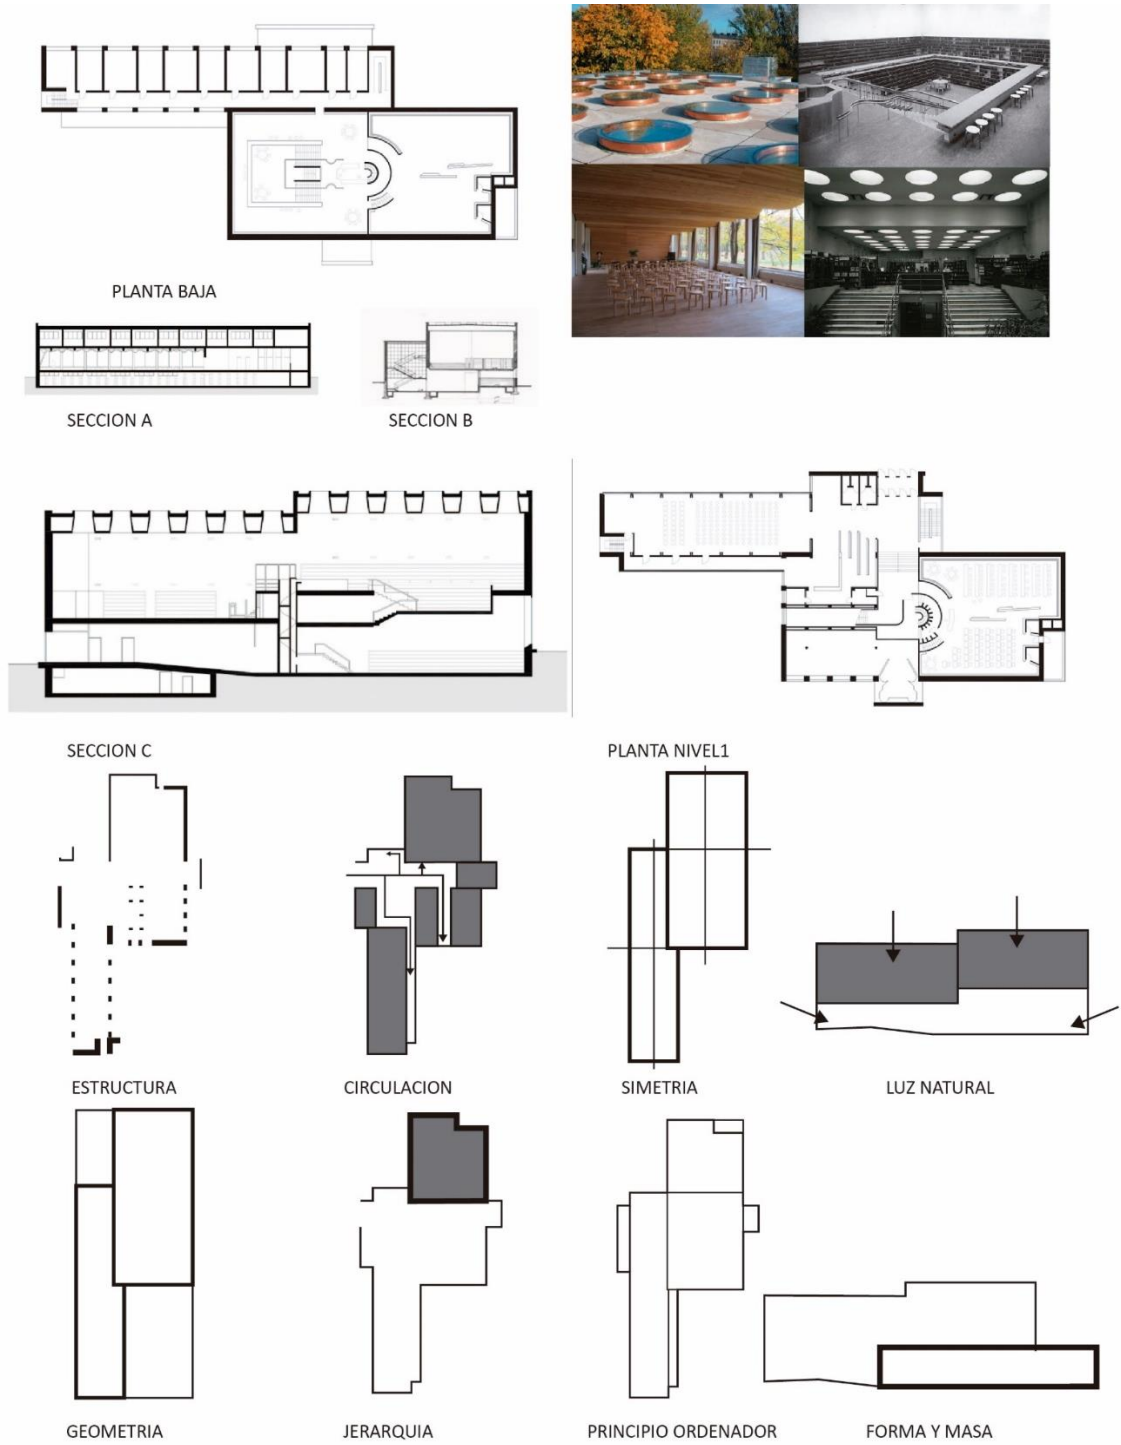 PLANTA BAJA
SECCION A
SECCION B
SECCION C
PLANTA NIVEL1
ESTRUCTURA
CIRCULACION
SIMETRIA
LUZ NATURAL
GEOMETRIA
JERARQUIA
PRINCIPIO ORDENADOR
FORMA Y MASA